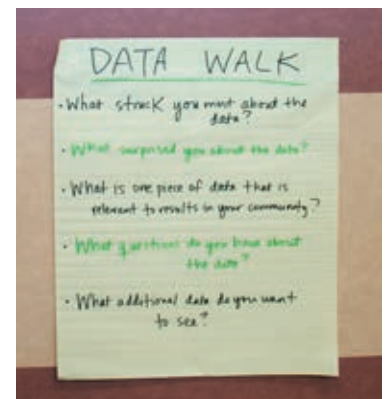 DATA WALK
• What struck you most about the
data?
• What surprised you about the data?
• What is one piece of data that is
relevant to results in your community?
• What questions do you have about
the data?
• What additional data do you want
to see?